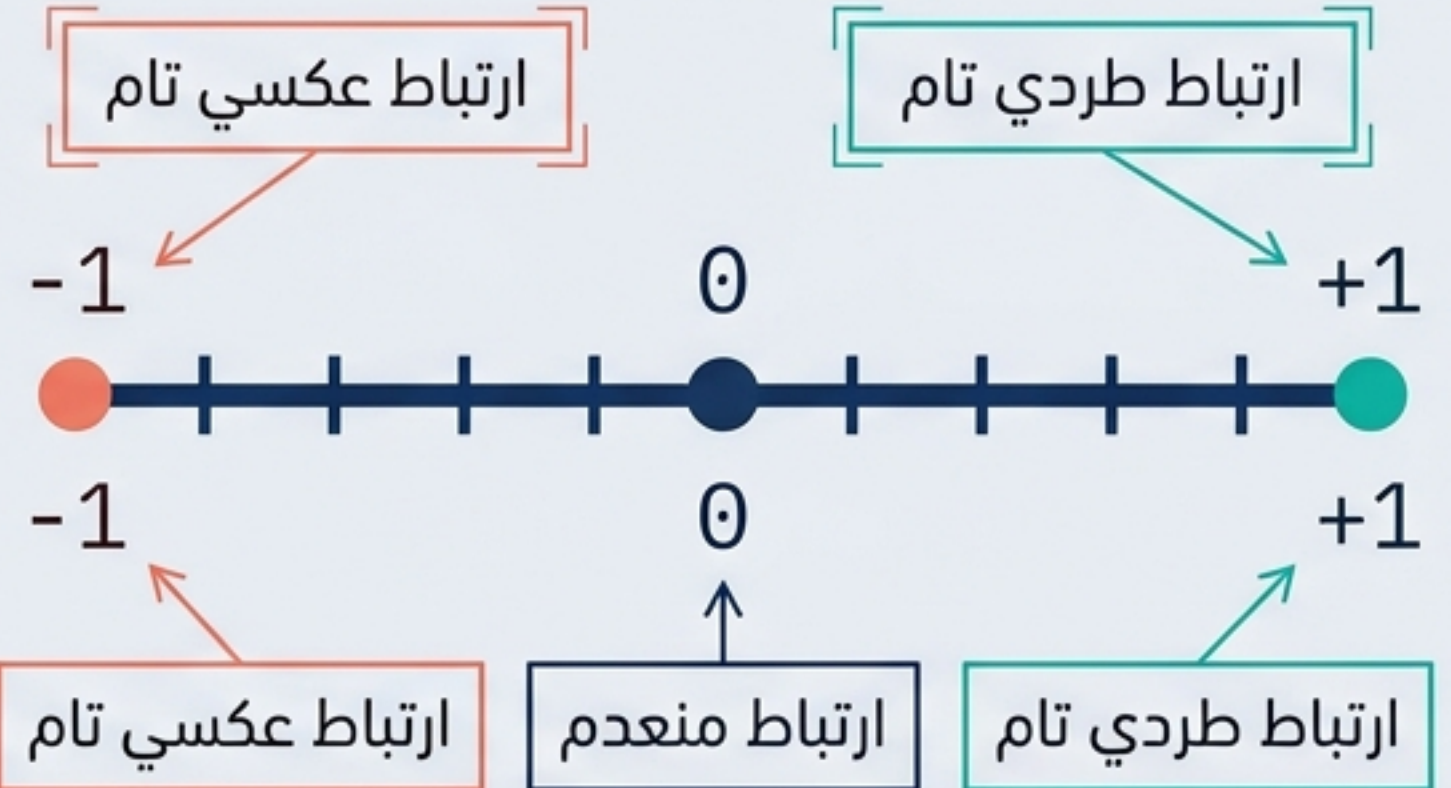 ارتباط طردي تام
ارتباط عكسي تام
-1
0
+1
-1
0
+1
ارتباط طردي تام
ارتباط منعدم
ارتباط عكسي تام